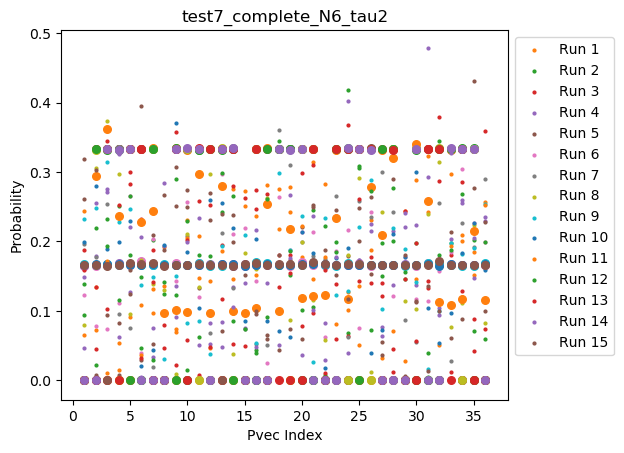 test7_complete_N6_tau2
0.5
0.4
0.3
0.2
0.1
0.0
Probability
0 5 10 15 20 25 30 35
Pvec Index
Run 1
Run 2
Run 3
Run 4
Run 5
Run 6
Run 7
Run 8
Run 9
Run 10
Run 11
Run 12
Run 13
Run 14
Run 15